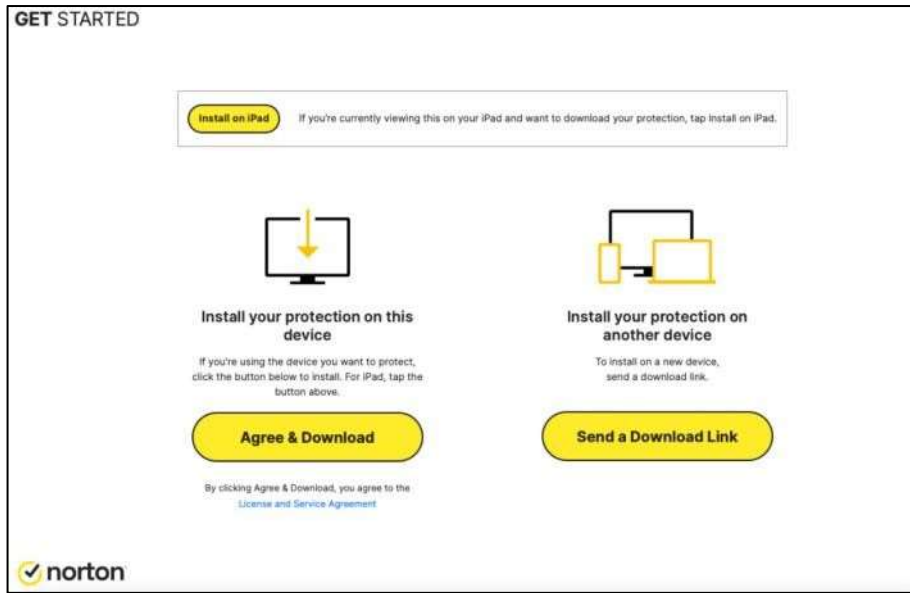 GET STARTED
Install on iPad
If you're currently viewing this on your iPad and want to download your protection, tap Install on iPad.
Install your protection on this
device
If you're using the device you want to protect,
click the button below to install. For iPad, tap the
button above.
Agree & Download
By clicking Agree & Download, you agree to the
License and Service Agreement
Install your protection on
another device
To install on a new device,
send a download link.
Send a Download Link
norton